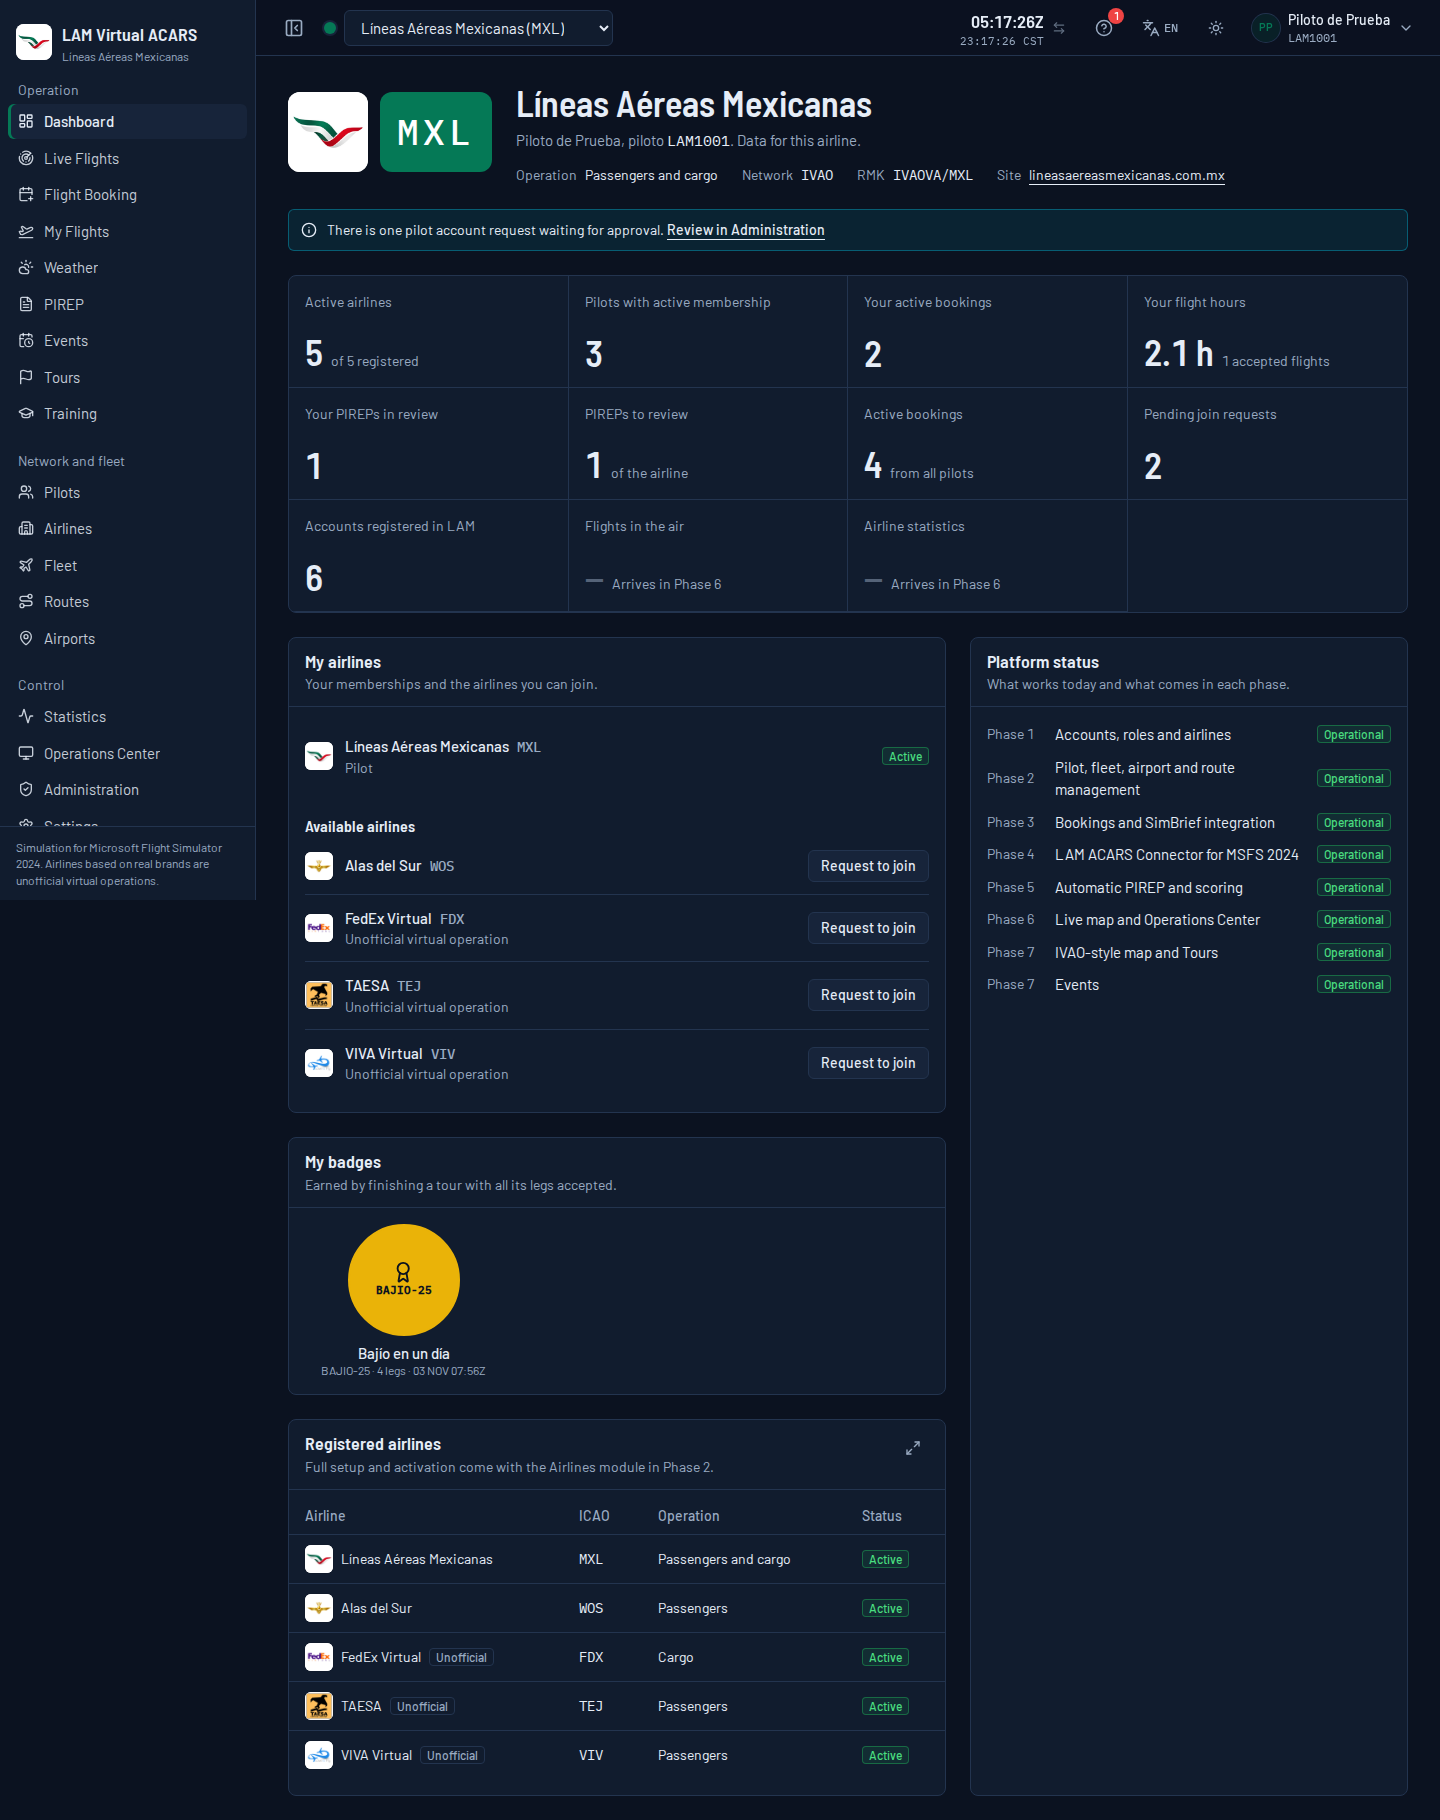 LAM Virtual ACARS
Líneas Aéreas Mexicanas
Operation
Dashboard
Live Flights
Flight Booking
My Flights
Weather
PIREP
Events
Tours
Training
Network and fleet
Pilots
Airlines
Fleet
Routes
Airports
Control
Statistics
Operations Center
Administration
Settings
Simulation for Microsoft Flight Simulator
2024. Airlines based on real brands are
unofficial virtual operations.
Líneas Aéreas Mexicanas (MXL)
05:17:26Z
23:17:26 CST
1
EN
PP
Piloto de Prueba
LAM1001
MXL
Líneas Aéreas Mexicanas
Piloto de Prueba, piloto LAM1001. Data for this airline.
Operation Passengers and cargo Network IVAO RMK IVAOVA/MXL Site lineasaereasmexicanas.com.mx
There is one pilot account request waiting for approval. Review in Administration
Active airlines
5 of 5 registered
Pilots with active membership
3
Your active bookings
2
Your flight hours
2.1 h 1 accepted flights
Your PIREPs in review
1
PIREPs to review
1 of the airline
Active bookings
4 from all pilots
Pending join requests
2
Accounts registered in LAM
6
Flights in the air
— Arrives in Phase 6
Airline statistics
— Arrives in Phase 6
My airlines
Your memberships and the airlines you can join.
Líneas Aéreas Mexicanas MXL
Pilot
Active
Available airlines
Alas del Sur WOS
Request to join
FedEx
FedEx Virtual FDX
Unofficial virtual operation
Request to join
TAESA
TAESA TEJ
Unofficial virtual operation
Request to join
VIVA Virtual VIV
Unofficial virtual operation
Request to join
My badges
Earned by finishing a tour with all its legs accepted.
BAJIO-25
Bajío en un día
BAJIO-25 · 4 legs · 03 NOV 07:56Z
Registered airlines
Full setup and activation come with the Airlines module in Phase 2.
Airline ICAO Operation Status
Líneas Aéreas Mexicanas MXL Passengers and cargo Active
Alas del Sur WOS Passengers Active
FedEx FedEx Virtual Unofficial FDX Cargo Active
TAESA TAESA Unofficial TEJ Passengers Active
VIVA Virtual Unofficial VIV Passengers Active
Platform status
What works today and what comes in each phase.
Phase 1 Accounts, roles and airlines Operational
Phase 2 Pilot, fleet, airport and route
management Operational
Phase 3 Bookings and SimBrief integration Operational
Phase 4 LAM ACARS Connector for MSFS 2024 Operational
Phase 5 Automatic PIREP and scoring Operational
Phase 6 Live map and Operations Center Operational
Phase 7 IVAO-style map and Tours Operational
Phase 7 Events Operational